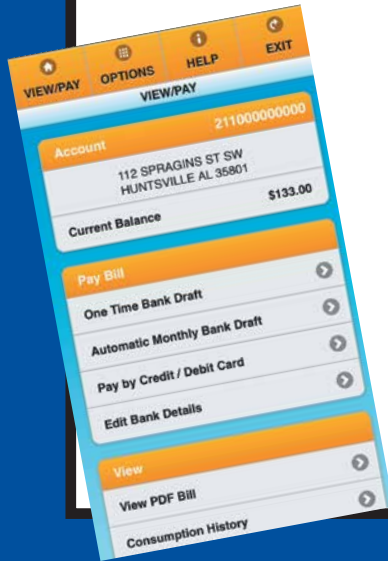 VIEW/PAY OPTIONS HELP EXIT
VIEW/PAY
Account 211000000000
112 SPRAGINS ST SW
HUNTSVILLE AL 35801
Current Balance $133.00
Pay Bill
One Time Bank Draft
Automatic Monthly Bank Draft
Pay by Credit / Debit Card
Edit Bank Details
View
View PDF Bill
Consumption History